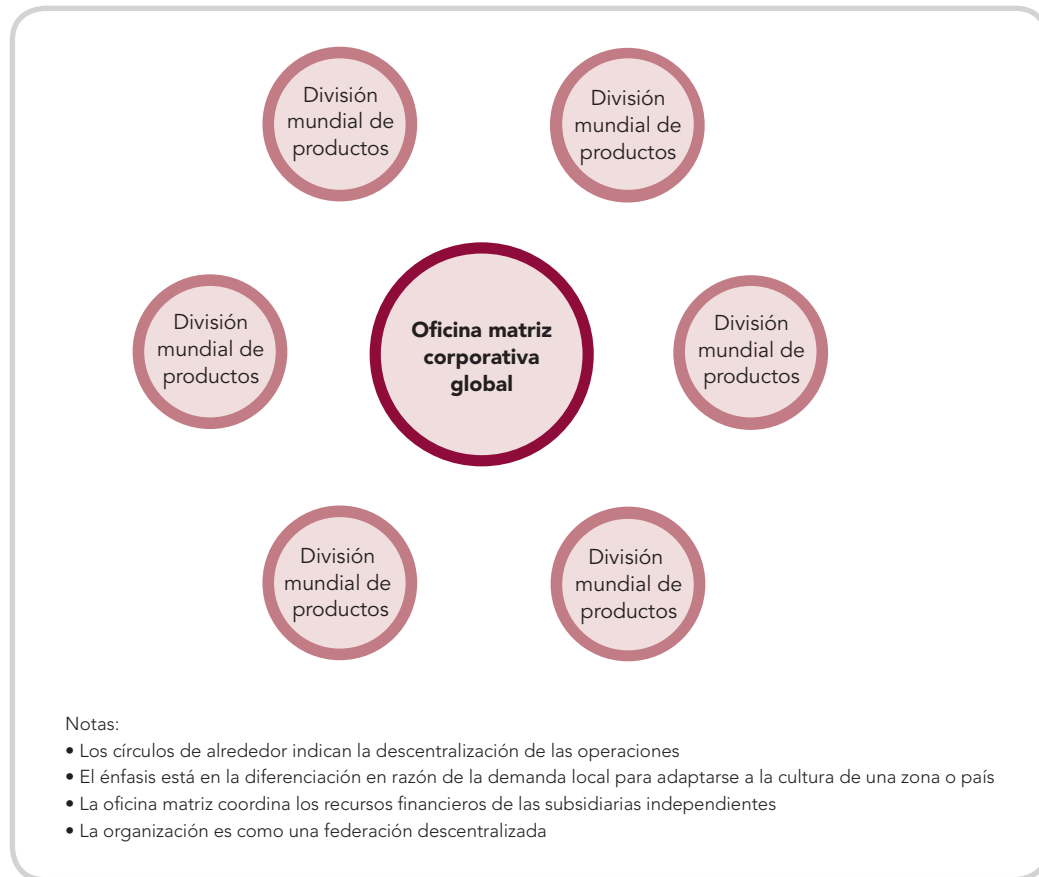 División
mundial de
productos
División
mundial de
productos
División
mundial de
productos
Oficina matriz
corporativa
global
División
mundial de
productos
División
mundial de
productos
División
mundial de
productos
Notas:
• Los círculos de alrededor indican la descentralización de las operaciones
• El énfasis está en la diferenciación en razón de la demanda local para adaptarse a la cultura de una zona o país
• La oficina matriz coordina los recursos financieros de las subsidiarias independientes
• La organización es como una federación descentralizada